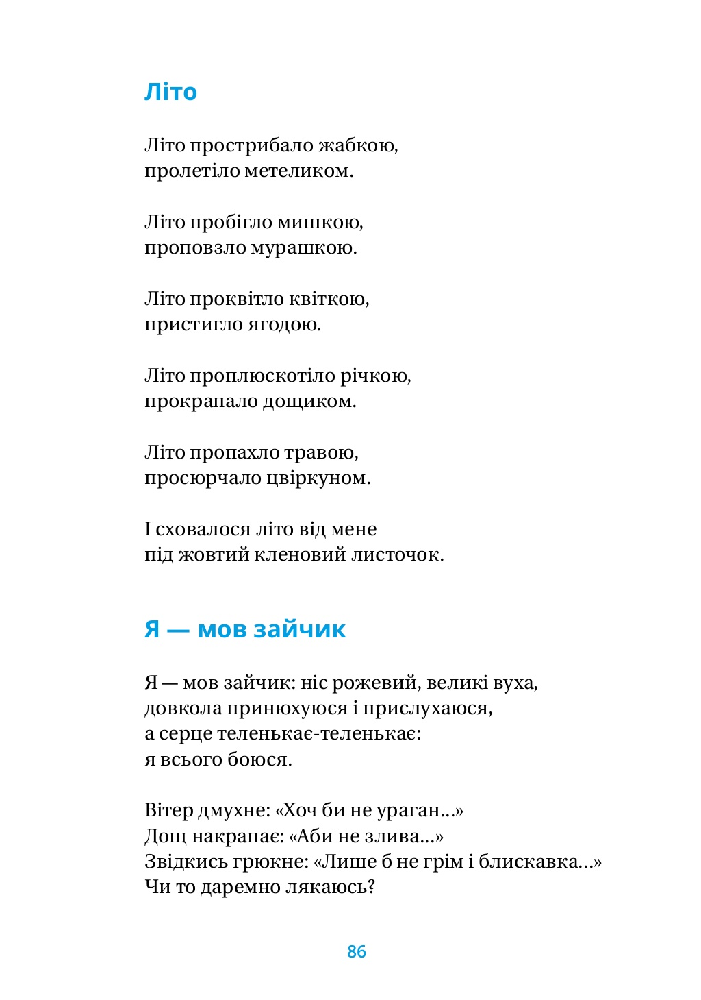 Літо
Літо прострибало жабкою,
пролетіло метеликом.
Літо пробігло мишкою,
проповзло мурашкою.
Літо проквітло квіткою,
пристигло ягодою.
Літо проплюскотіло річкою,
прокрапало дощиком.
Літо пропахло травою,
просюрчало цвіркуном.
І сховалося літо від мене
під жовтий кленовий листочок.
Я — мов зайчик
Я — мов зайчик: ніс рожевий, великі вуха,
довкола принюхуюся і прислухаюся,
а серце теленькає-теленькає:
я всього боюся.
Вітер дмухне: «Хоч би не ураган...»
Дощ накрапає: «Аби не злива...»
Звідкись грюкне: «Лише б не грім і блискавка...»
Чи то даремно лякаюсь?
86